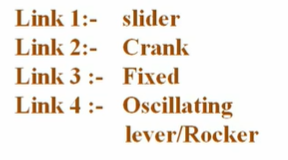 Link 1:- slider
Link 2:- Crank
Link 3 :- Fixed
Link 4 :- Oscillating
lever/Rocker